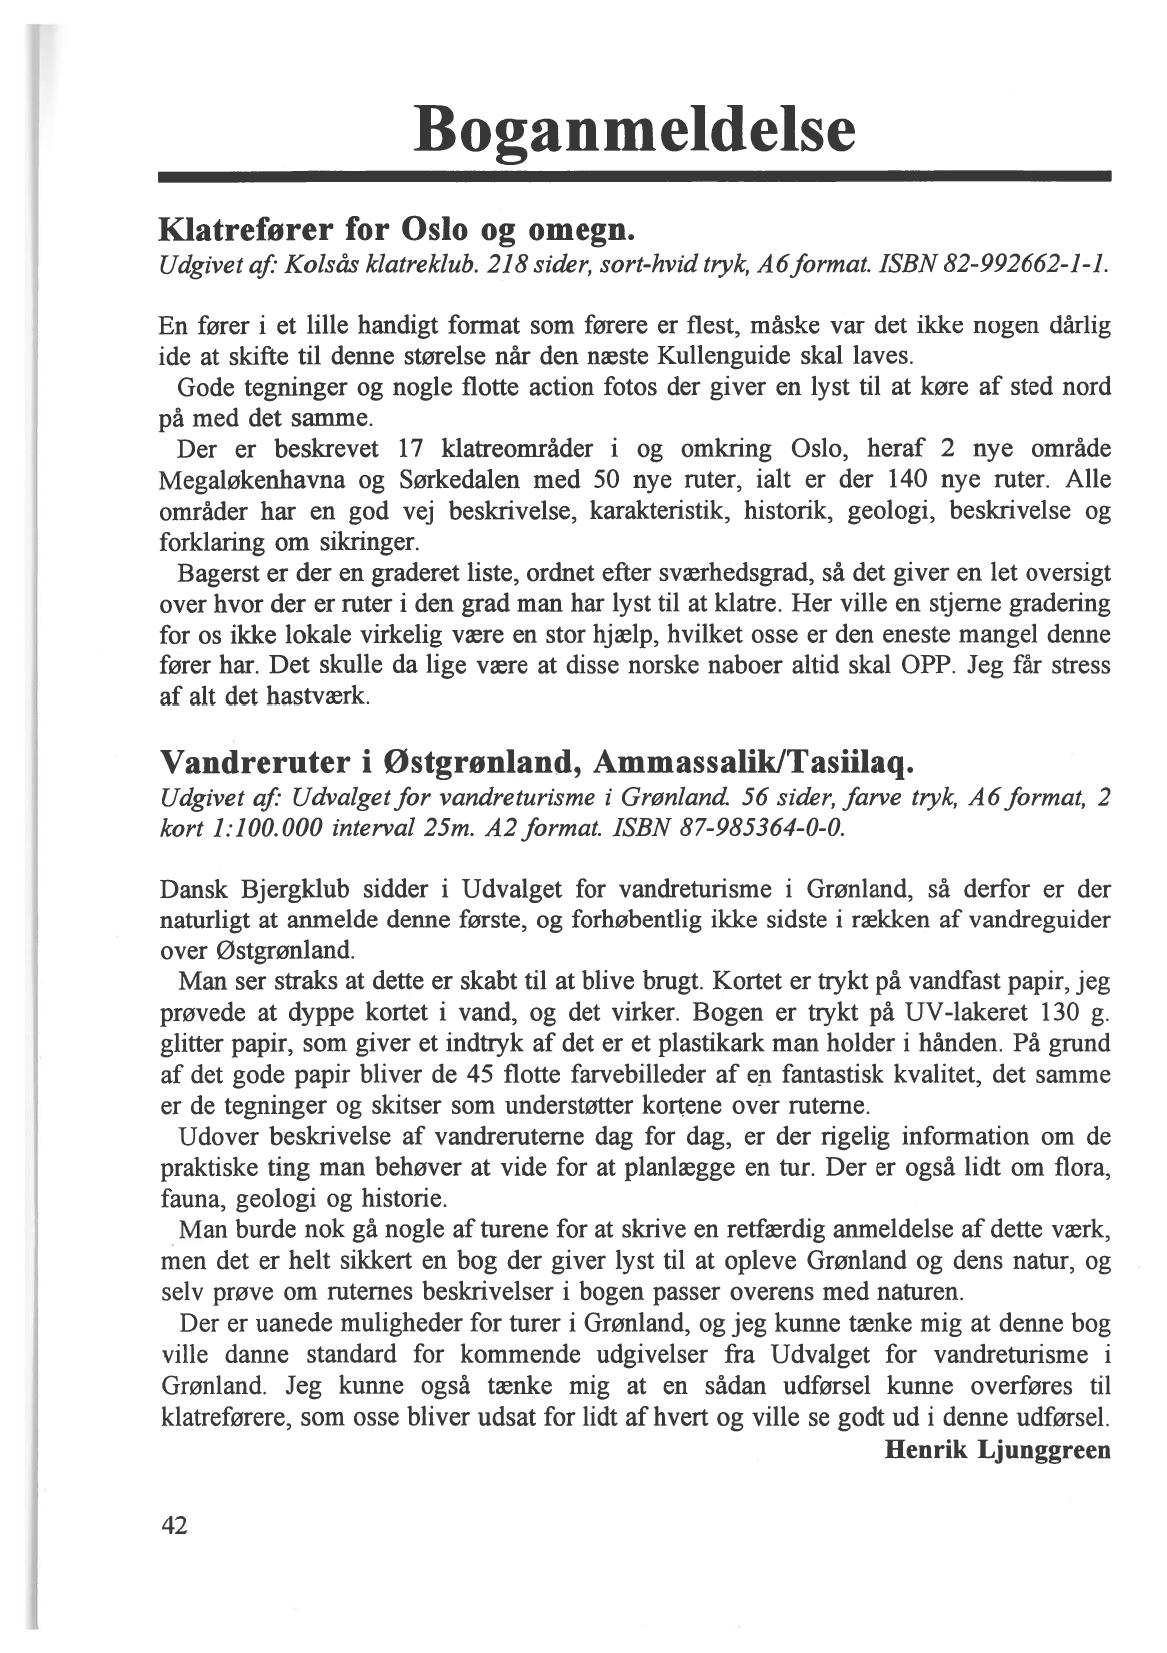 Boganmeldelse
Klatrefører for Oslo og omegn.
Udgivet af: Kolsås klatreklub. 218 sider, sort-hvid tryk, A6 format. ISBN 82-992662-1-1.
En fører i et lille handigt format som førere er flest, måske var det ikke nogen dårlig
ide at skifte til denne størelse når den næste Kullenguide skal laves.
Gode tegninger og nogle flotte action fotos der giver en lyst til at køre af sted nord
på med det samme.
Der er beskrevet 17 klatreområder i og omkring Oslo, heraf 2 nye område
Megaløkenhavna og Sørkedalen med 50 nye ruter, ialt er der 140 nye ruter. Alle
områder har en god vej beskrivelse, karakteristik, historik, geologi, beskrivelse og
forklaring om sikringer.
Bagerst er der en graderet liste, ordnet efter sværhedsgrad, så det giver en let oversigt
over hvor der er ruter i den grad man har lyst til at klatre. Her ville en stjerne gradering
for os ikke lokale virkelig være en stor hjælp, hvilket osse er den eneste mangel denne
fører har. Det skulle da lige være at disse norske naboer altid skal OPP. Jeg får stress
af alt det hastværk.
Vandreruter i Østgrønland, Ammassalik/Tasiilaq.
Udgivet af: Udvalget for vandreturisme i Grønland. 56 sider, farve tryk, A6 format, 2
kort 1:100.000 interval 25m. A2 format. ISBN 87-985364-0-0.
Dansk Bjergklub sidder i Udvalget for vandreturisme i Grønland, så derfor er der
naturligt at anmelde denne første, og forhøbentlig ikke sidste i rækken af vandreguider
over Østgrønland.
Man ser straks at dette er skabt til at blive brugt. Kortet er trykt på vandfast papir, jeg
prøvede at dyppe kortet i vand, og det virker. Bogen er trykt på UV-lakeret 130 g.
glitter papir, som giver et indtryk af det er et plastikark man holder i hånden. På grund
af det gode papir bliver de 45 flotte farvebilleder af en fantastisk kvalitet, det samme
er de tegninger og skitser som understøtter kortene over ruterne.
Udover beskrivelse af vandreruterne dag for dag, er der rigelig information om de
praktiske ting man behøver at vide for at planlægge en tur. Der er også lidt om flora,
fauna, geologi og historie.
Man burde nok gå nogle af turene for at skrive en retfærdig anmeldelse af dette værk,
men det er helt sikkert en bog der giver lyst til at opleve Grønland og dens natur, og
selv prøve om ruternes beskrivelser i bogen passer overens med naturen.
Der er uanede muligheder for turer i Grønland, og jeg kunne tænke mig at denne bog
ville danne standard for kommende udgivelser fra Udvalget for vandreturisme i
Grønland. Jeg kunne også tænke mig at en sådan udførsel kunne overføres til
klatreførere, som osse bliver udsat for lidt af hvert og ville se godt ud i denne udførsel.
Henrik Ljunggreen
42